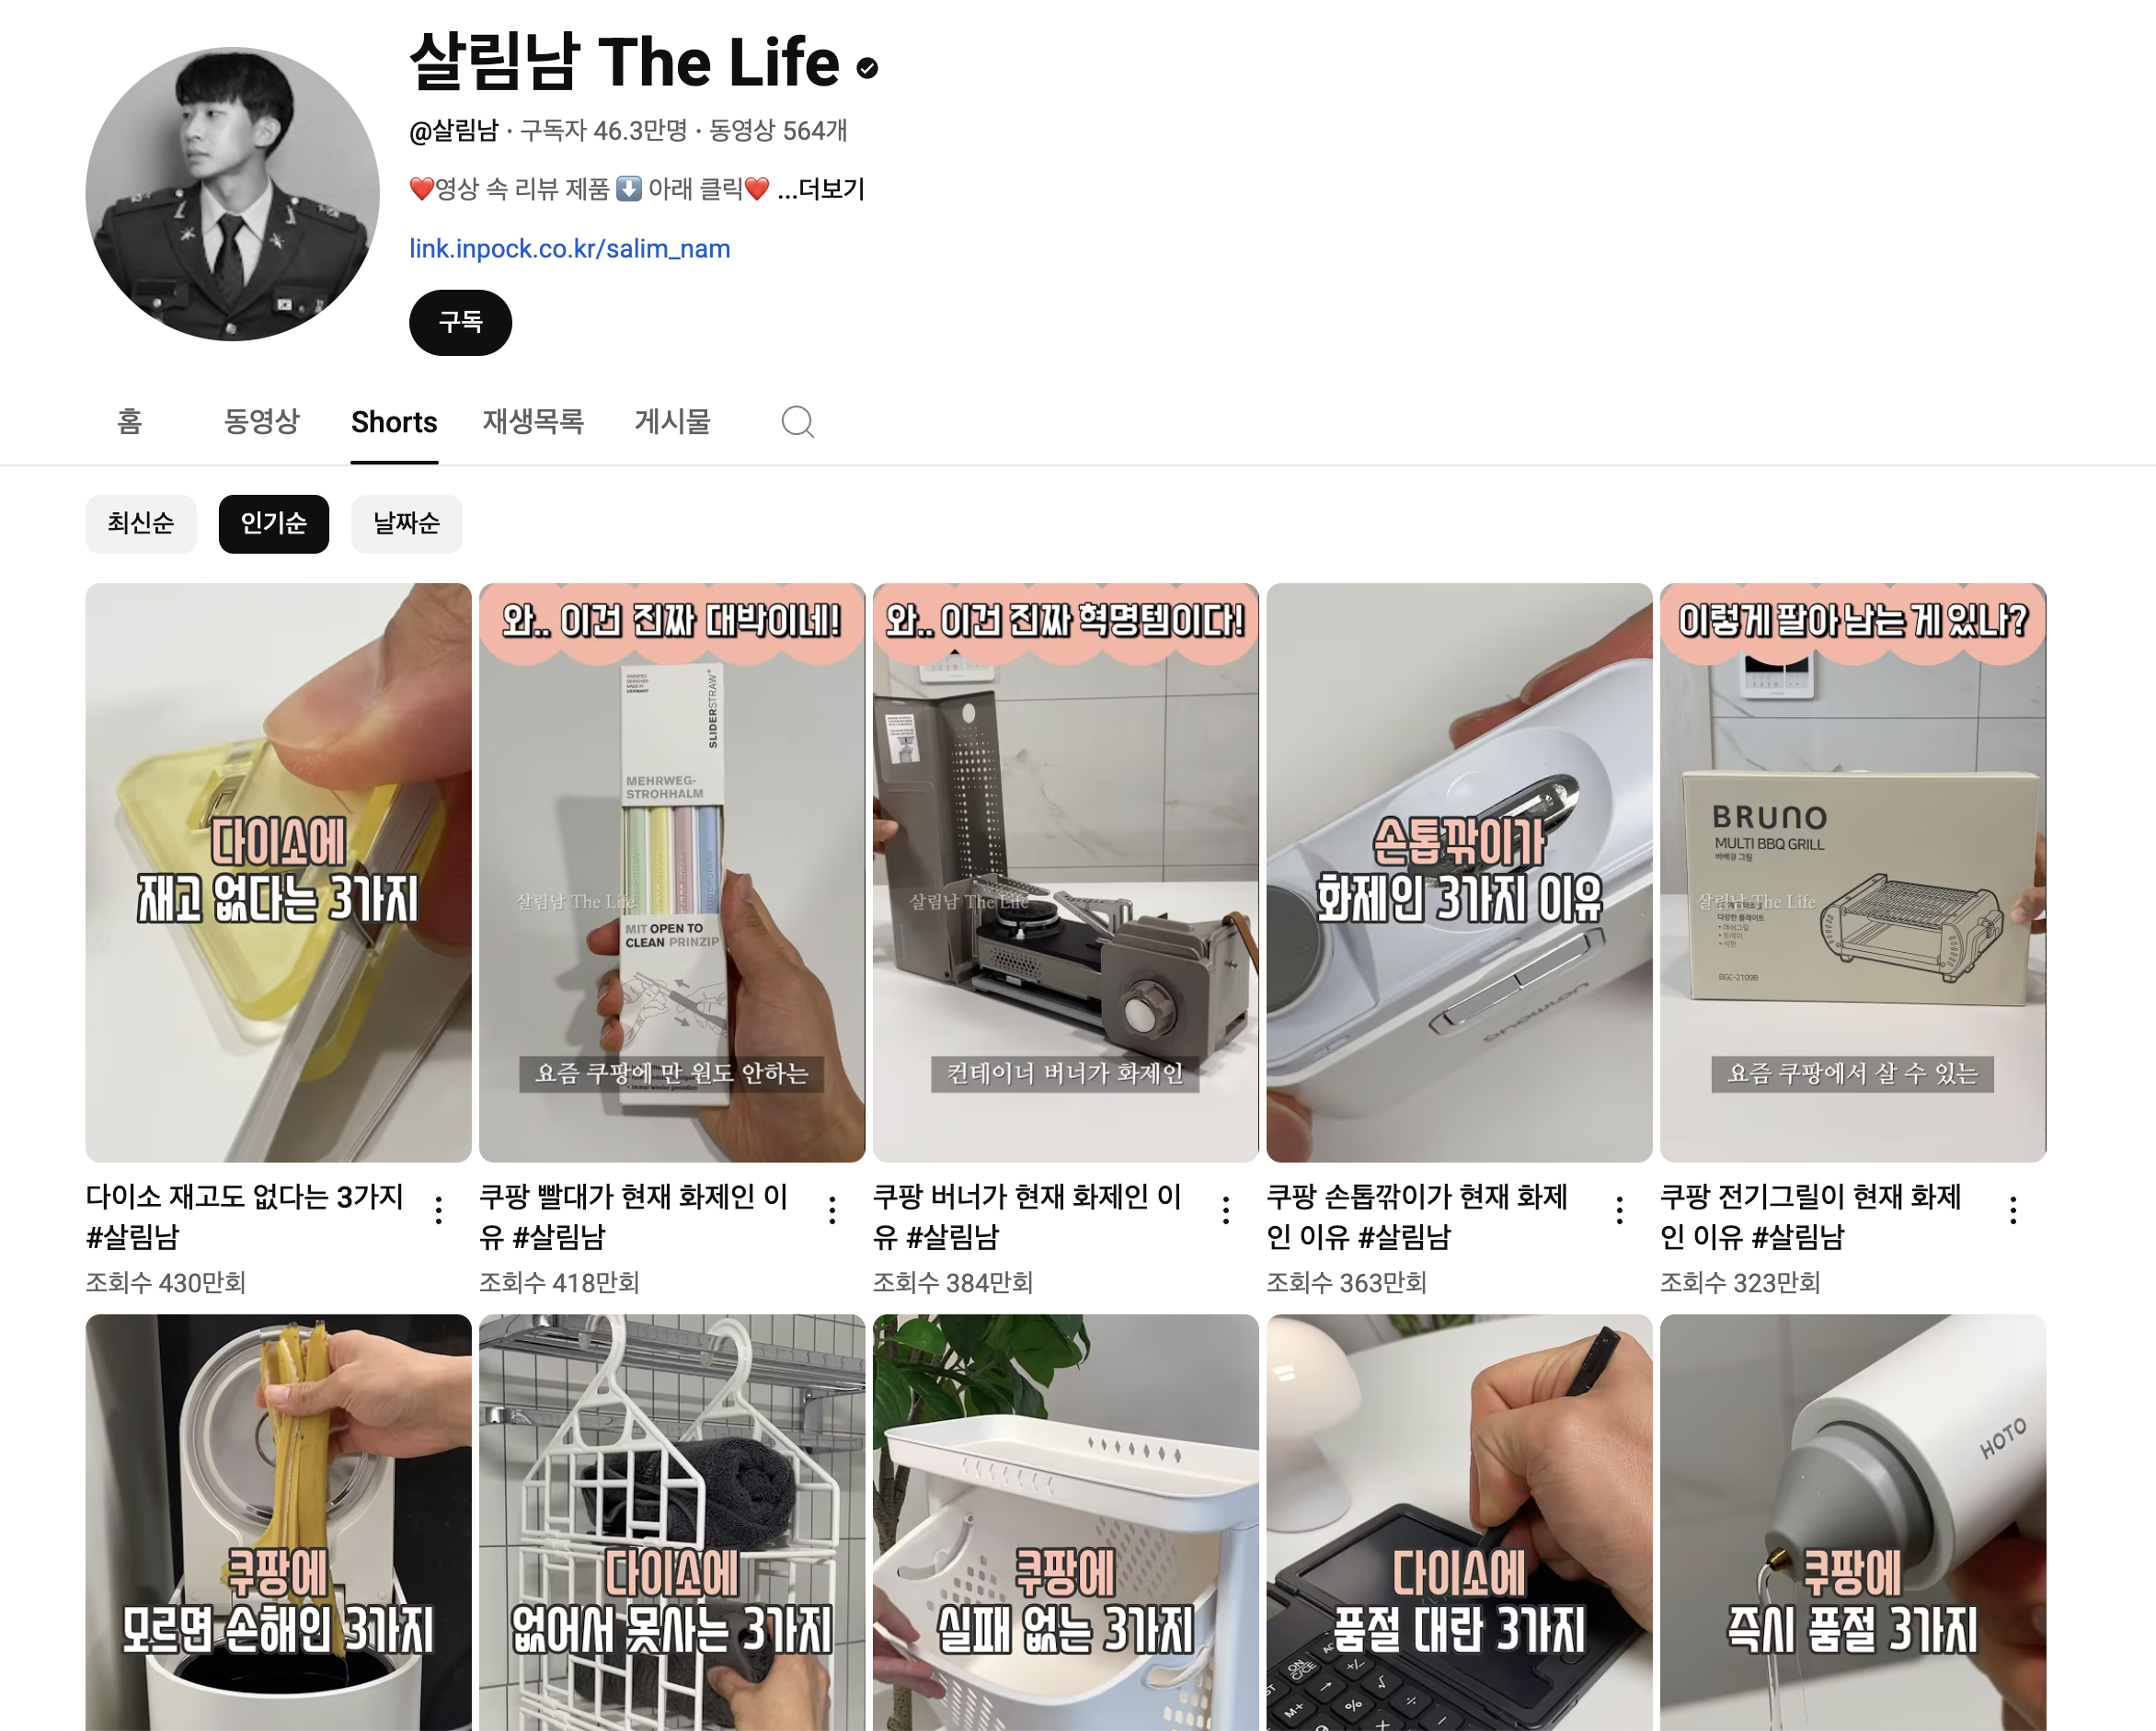 살림남 The Life
@살림남 · 구독자 46.3만명 · 동영상 564개
❤️영상 속 리뷰 제품 ⬇️ 아래 클릭❤️ ...더보기
link.inpock.co.kr/salim_nam
구독
홈 동영상 Shorts 재생목록 게시물
최신순 인기순 날짜순
다이소에
재고 없다는 3가지
다이소 재고도 없다는 3가지
#살림남
조회수 430만회
와.. 이건 진짜 대박이네!
GERMANY
SLIDERSTRAW
MEHRWEG-
STROHHALM
살림남 The Life
MIT OPEN TO
CLEAN PRINZIP
요즘 쿠팡에 만 원도 안하는
쿠팡 빨대가 현재 화제인 이
유 #살림남
조회수 418만회
와.. 이건 진짜 혁명템이다!
살림남 The Life
컨테이너 버너가 화제인
쿠팡 버너가 현재 화제인 이
유 #살림남
조회수 384만회
손톱깎이가
화제인 3가지 이유
쿠팡 손톱깎이가 현재 화제
인 이유 #살림남
조회수 363만회
이렇게 팔아 남는 게 있나?
BRUNO
MULTI BBQ GRILL
바베큐 그릴
살림남 The Life
다양한 플레이트
BGC-2109B
요즘 쿠팡에서 살 수 있는
쿠팡 전기그릴이 현재 화제
인 이유 #살림남
조회수 323만회
쿠팡에
모르면 손해인 3가지
다이소에
없어서 못사는 3가지
쿠팡에
실패 없는 3가지
다이소에
품절 대란 3가지
ON
C/CE
M+
%
HOTO
쿠팡에
즉시 품절 3가지